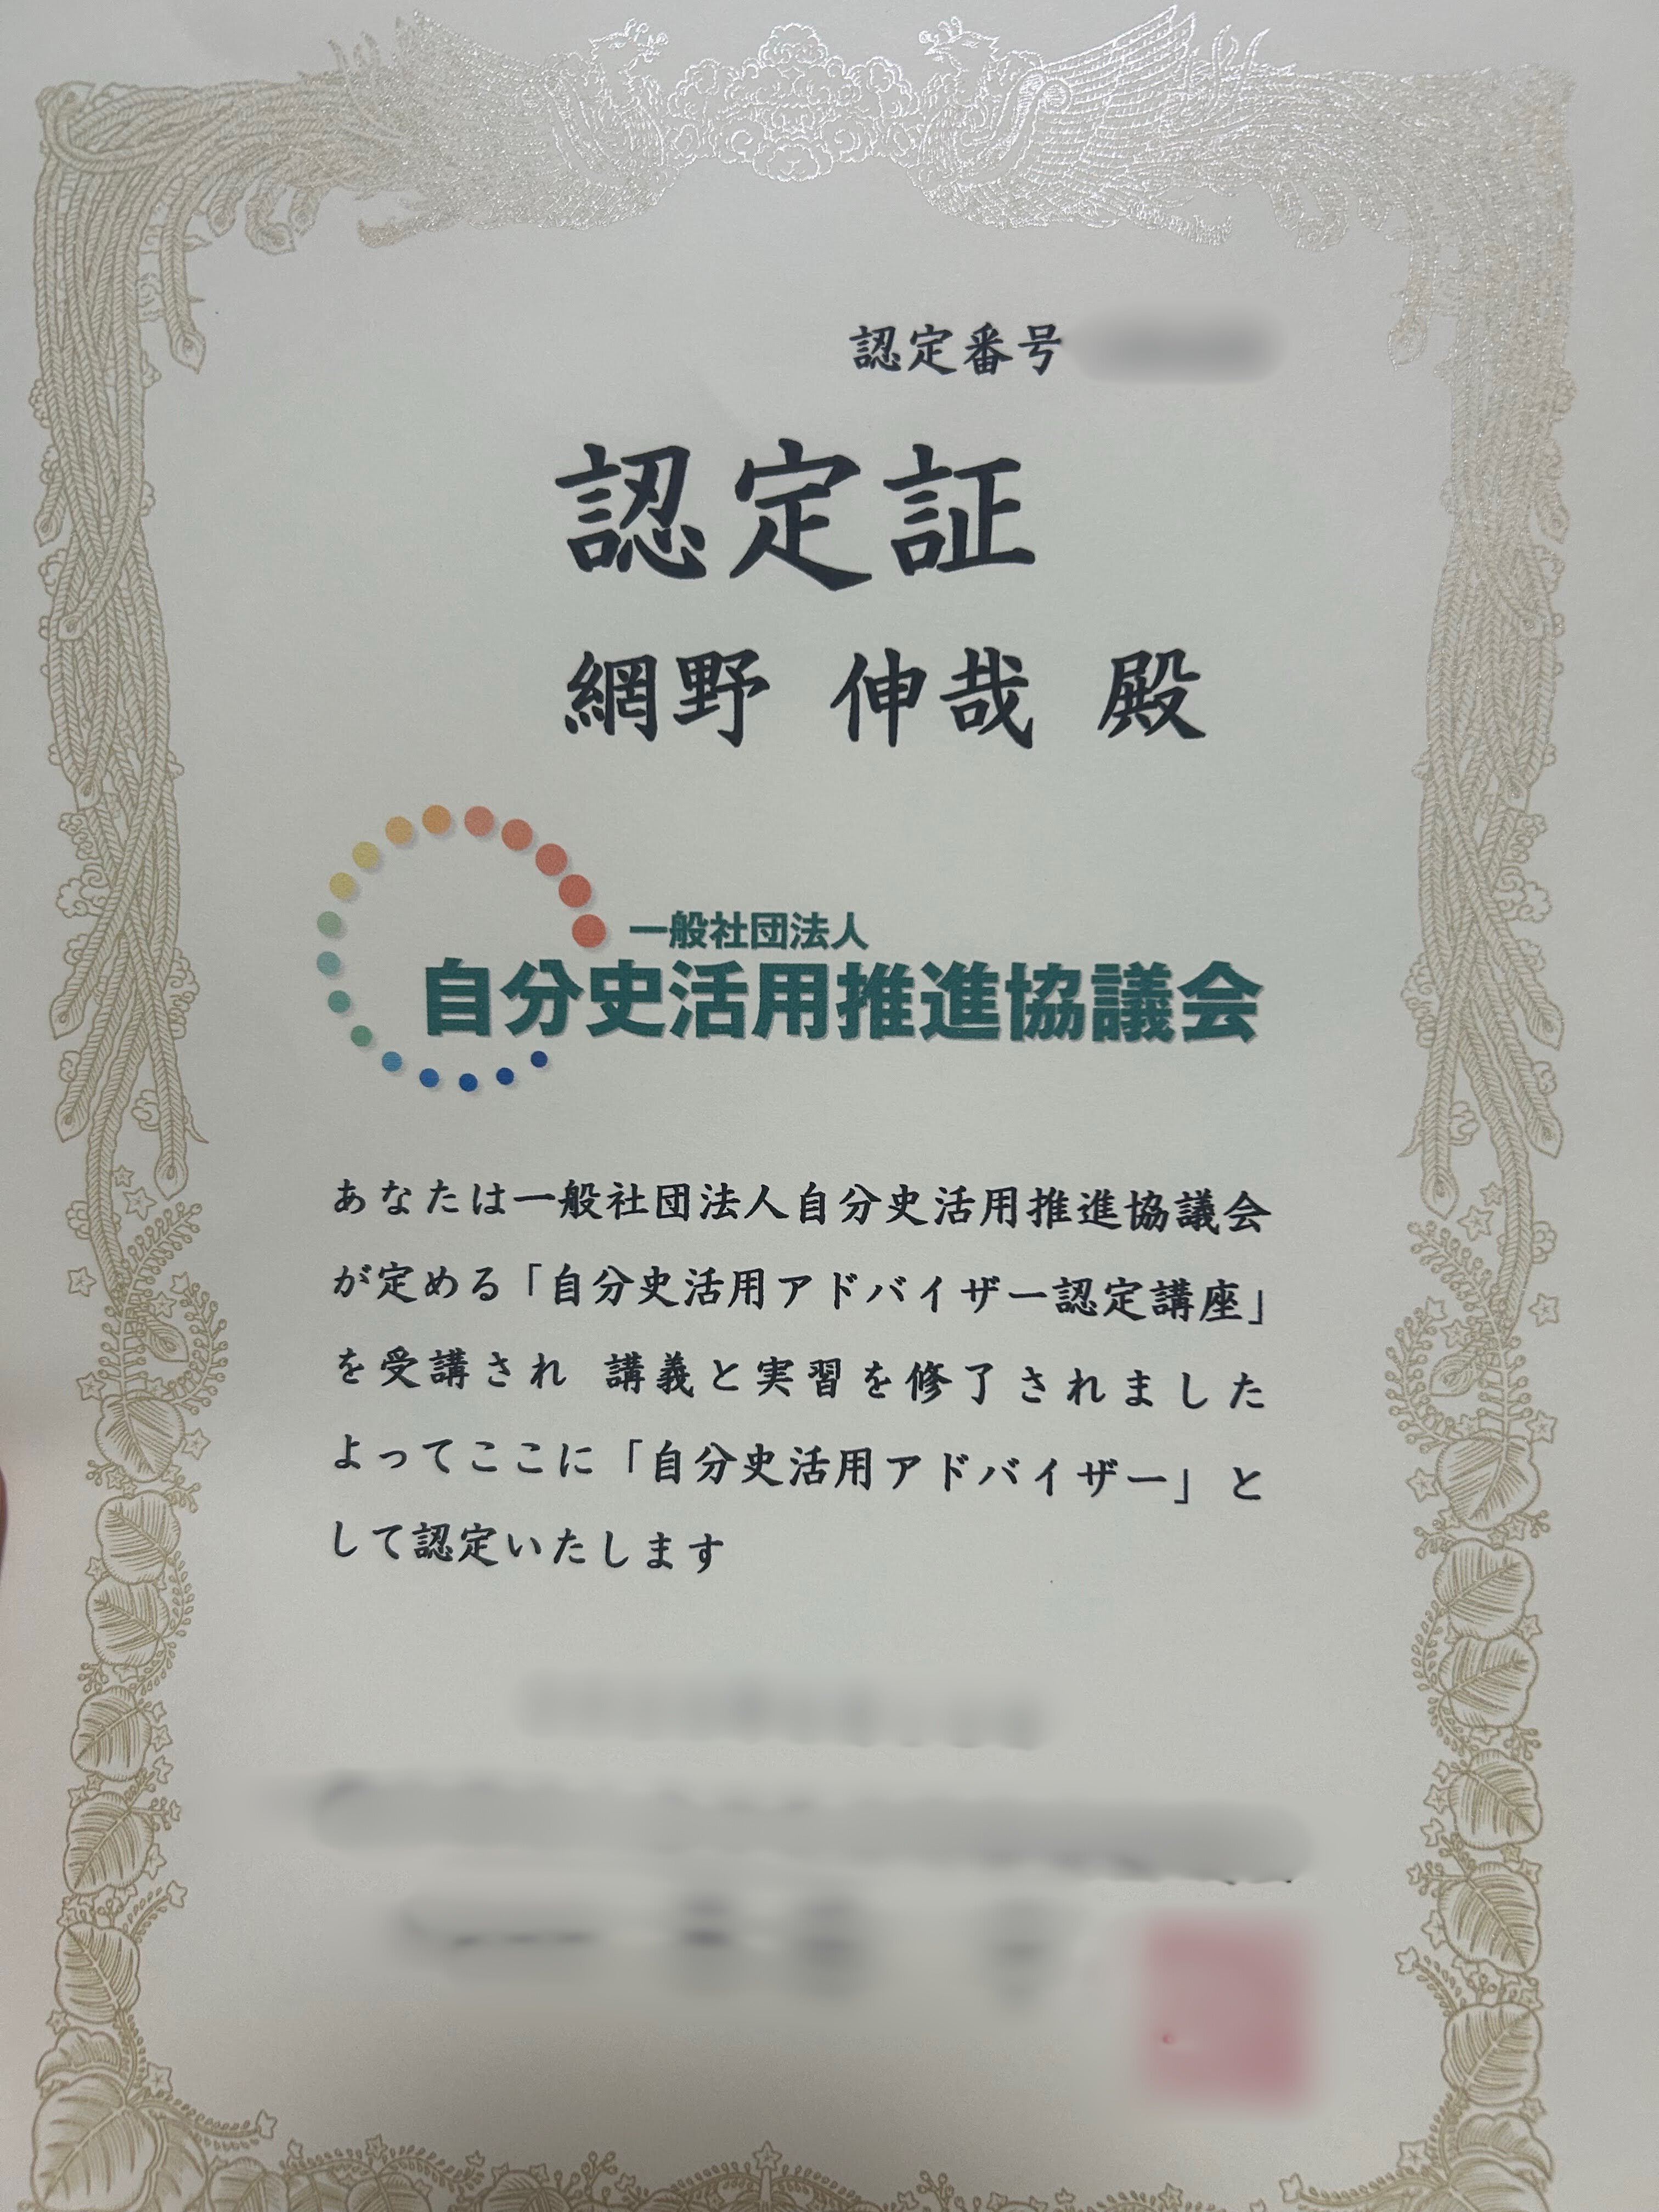 認定番号
認定証
網野 伸哉 殿
一般社団法人
自分史活用推進協議会
あなたは一般社団法人自分史活用推進協議会
が定める「自分史活用アドバイザー認定講座」
を受講され 講義と実習を修了されました
よってここに「自分史活用アドバイザー」と
して認定いたします